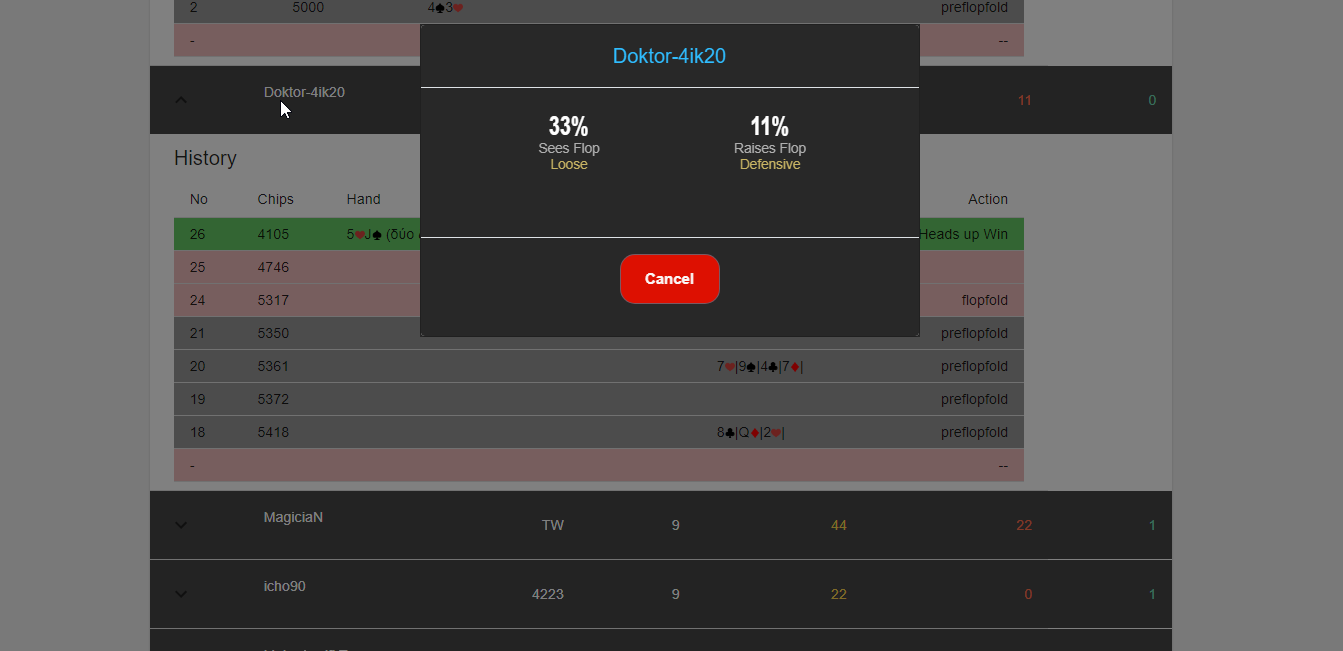 2 5000 4♠3♥ preflopfold
- --
Doktor-4ik20
Doktor-4ik20 11 0
33% 11%
Sees Flop Raises Flop
Loose Defensive
History
No Chips Hand Action
26 4105 5♥J♠ (δύο Heads up Win
25 4746
Cancel
24 5317 flopfold
21 5350 preflopfold
20 5361 7♥|9♠|4♣|7♦| preflopfold
19 5372 preflopfold
18 5418 8♣|Q♦|2♥| preflopfold
- --
MagiciaN TW 9 44 22 1
icho90 4223 9 22 0 1